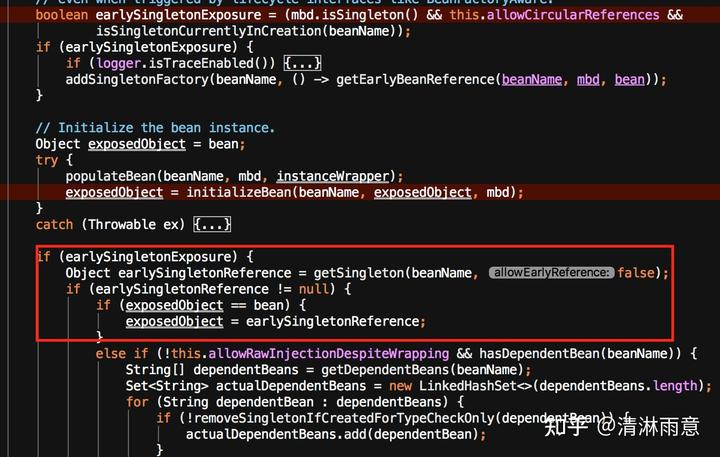 // Even when triggered by lifecycle interfaces like BeanFactoryAware.
boolean earlySingletonExposure = (mbd.isSingleton() && this.allowCircularReferences &&
        isSingletonCurrentlyInCreation(beanName));
if (earlySingletonExposure) {
    if (logger.isTraceEnabled()) {...}
    addSingletonFactory(beanName, () -> getEarlyBeanReference(beanName, mbd, bean));
}
// Initialize the bean instance.
Object exposedObject = bean;
try {
    populateBean(beanName, mbd, instanceWrapper);
    exposedObject = initializeBean(beanName, exposedObject, mbd);
}
catch (Throwable ex) {...}
if (earlySingletonExposure) {
    Object earlySingletonReference = getSingleton(beanName, allowEarlyReference: false);
    if (earlySingletonReference != null) {
        if (exposedObject == bean) {
            exposedObject = earlySingletonReference;
        }
        else if (!this.allowRawInjectionDespiteWrapping && hasDependentBean(beanName)) {
            String[] dependentBeans = getDependentBeans(beanName);
            Set<String> actualDependentBeans = new LinkedHashSet<>(dependentBeans.length);
            for (String dependentBean : dependentBeans) {
                if (!removeSingletonIfCreatedForTypeCheckOnly(dependentBean)) {
                    actualDependentBeans.add(dependentBean);
                }
知乎 @清淋雨意